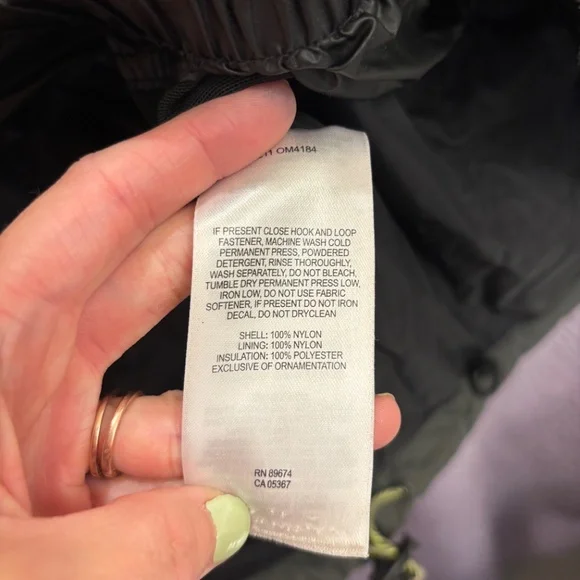 OM4184
IF PRESENT CLOSE HOOK AND LOOP
FASTENER, MACHINE WASH COLD
PERMANENT PRESS, POWDERED
DETERGENT, RINSE THOROUGHLY,
WASH SEPARATELY, DO NOT BLEACH,
TUMBLE DRY PERMANENT PRESS LOW,
IRON LOW, DO NOT USE FABRIC
SOFTENER, IF PRESENT DO NOT IRON
DECAL, DO NOT DRYCLEAN
SHELL: 100% NYLON
LINING: 100% NYLON
INSULATION: 100% POLYESTER
EXCLUSIVE OF ORNAMENTATION
RN 89674
CA 05367